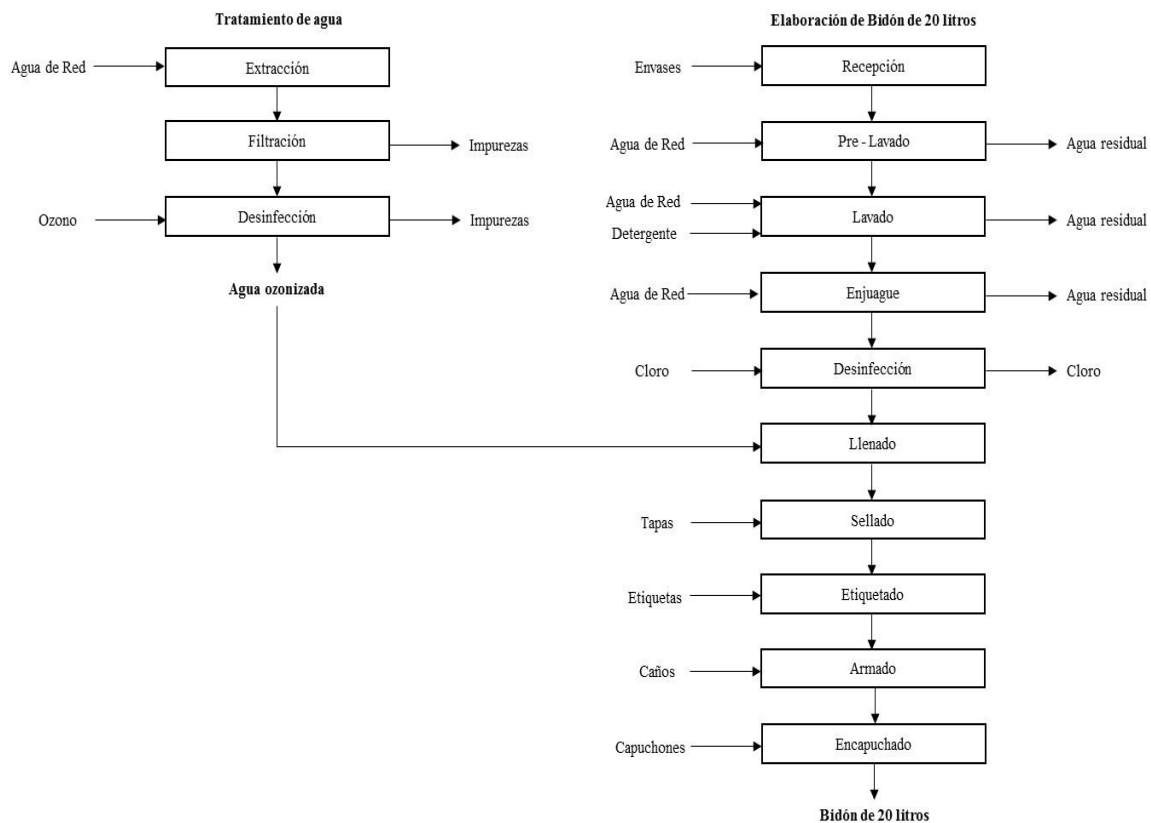 Tratamiento de agua
Agua de Red
Extracción
Filtración
Impurezas
Ozono
Desinfección
Impurezas
Agua ozonizada
Elaboración de Bidón de 20 litros
Envases
Recepción
Agua de Red
Pre - Lavado
Agua residual
Agua de Red
Detergente
Lavado
Agua residual
Agua de Red
Enjuague
Agua residual
Cloro
Desinfección
Cloro
Llenado
Tapas
Sellado
Etiquetas
Etiquetado
Caños
Armado
Capuchones
Encapuchado
Bidón de 20 litros